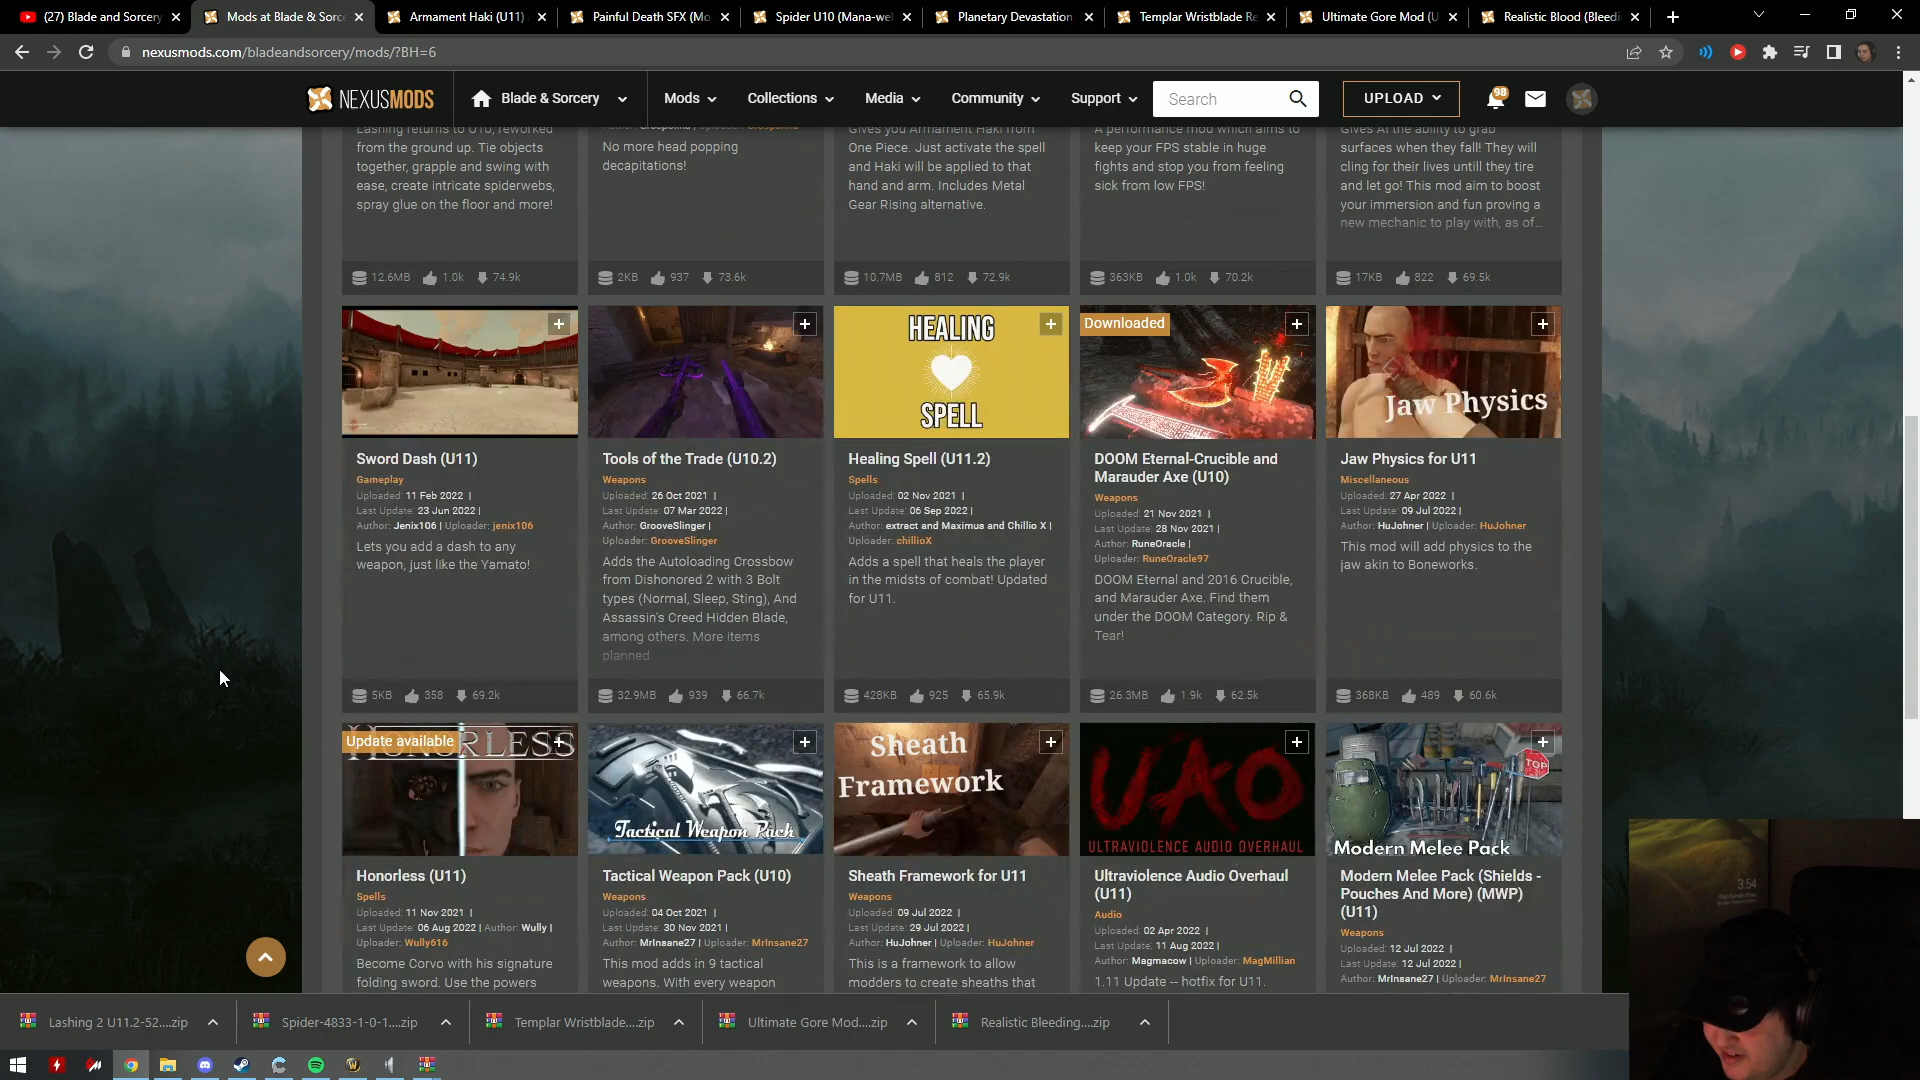 (27) Blade and Sorcery
Mods at Blade & Sorc
Armament Haki (U11)
Painful Death SFX (Mo
Spider U10 (Mana-wel
Planetary Devastation
Templar Wristblade Re
Ultimate Gore Mod (U
Realistic Blood (Bleedi
nexusmods.com/bladeandsorcery/mods/?BH=6
NEXUSMODS
Blade & Sorcery
Mods
Collections
Media
Community
Support
Search
UPLOAD
98
Lashing returns to U10, reworked
from the ground up. Tie objects
together, grapple and swing with
ease, create intricate spiderwebs,
spray glue on the floor and more!
12.6MB 1.0k 74.9k
No more head popping
decapitations!
2KB 937 73.6k
Gives you Armament Haki from
One Piece. Just activate the spell
and Haki will be applied to that
hand and arm. Includes Metal
Gear Rising alternative.
10.7MB 812 72.9k
A performance mod which aims to
keep your FPS stable in huge
fights and stop you from feeling
sick from low FPS!
363KB 1.0k 70.2k
Gives AI the ability to grab
surfaces when they fall! They will
cling for their lives untill they tire
and let go! This mod aim to boost
your immersion and fun proving a
new mechanic to play with, as of...
17KB 822 69.5k
Sword Dash (U11)
Gameplay
Uploaded: 11 Feb 2022 |
Last Update: 23 Jun 2022 |
Author: Jenix106 | Uploader: jenix106
Lets you add a dash to any
weapon, just like the Yamato!
5KB 358 69.2k
Tools of the Trade (U10.2)
Weapons
Uploaded: 26 Oct 2021 |
Last Update: 07 Mar 2022 |
Author: GrooveSlinger |
Uploader: GrooveSlinger
Adds the Autoloading Crossbow
from Dishonored 2 with 3 Bolt
types (Normal, Sleep, Sting), And
Assassin's Creed Hidden Blade,
among others. More items
planned.
32.9MB 939 66.7k
HEALING
SPELL
Healing Spell (U11.2)
Spells
Uploaded: 02 Nov 2021 |
Last Update: 06 Sep 2022 |
Author: extract and Maximus and Chillio X |
Uploader: chillioX
Adds a spell that heals the player
in the midsts of combat! Updated
for U11.
428KB 925 65.9k
Downloaded
DOOM Eternal-Crucible and
Marauder Axe (U10)
Weapons
Uploaded: 21 Nov 2021 |
Last Update: 28 Nov 2021 |
Author: RuneOracle |
Uploader: RuneOracle97
DOOM Eternal and 2016 Crucible,
and Marauder Axe. Find them
under the DOOM Category. Rip &
Tear!
26.3MB 1.9k 62.5k
Jaw Physics
Jaw Physics for U11
Miscellaneous
Uploaded: 27 Apr 2022 |
Last Update: 09 Jul 2022 |
Author: HuJohner | Uploader: HuJohner
This mod will add physics to the
jaw akin to Boneworks.
368KB 489 60.6k
Update available
HONORLESS
Honorless (U11)
Spells
Uploaded: 11 Nov 2021 |
Last Update: 06 Aug 2022 | Author: Wully |
Uploader: Wully616
Become Corvo with his signature
folding sword. Use the powers
Tactical Weapon Pack
Tactical Weapon Pack (U10)
Weapons
Uploaded: 04 Oct 2021 |
Last Update: 30 Nov 2021 |
Author: MrInsane27 | Uploader: MrInsane27
This mod adds in 9 tactical
weapons. With every weapon
Sheath
Framework
Sheath Framework for U11
Weapons
Uploaded: 09 Jul 2022 |
Last Update: 29 Jul 2022 |
Author: HuJohner | Uploader: HuJohner
This is a framework to allow
modders to create sheaths that
UAO
ULTRAVIOLENCE AUDIO OVERHAUL
Ultraviolence Audio Overhaul
(U11)
Audio
Uploaded: 02 Apr 2022 |
Last Update: 11 Aug 2022 |
Author: Magmacow | Uploader: MagMillian
1.11 Update -- hotfix for U11.
TOP
Modern Melee Pack
Modern Melee Pack (Shields -
Pouches And More) (MWP)
(U11)
Weapons
Uploaded: 12 Jul 2022 |
Last Update: 12 Jul 2022 |
Author: MrInsane27 | Uploader: MrInsane27
3:54
Lashing 2 U11.2-52....zip
Spider-4833-1-0-1....zip
Templar Wristblade....zip
Ultimate Gore Mod....zip
Realistic Bleeding....zip